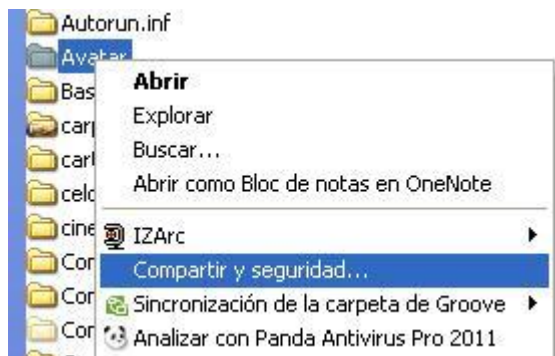 Autorun.inf
Avatar
Abrir
Explorar
Buscar...
Abrir como Bloc de notas en OneNote
IZArc
Compartir y seguridad...
Sincronización de la carpeta de Groove
Analizar con Panda Antivirus Pro 2011